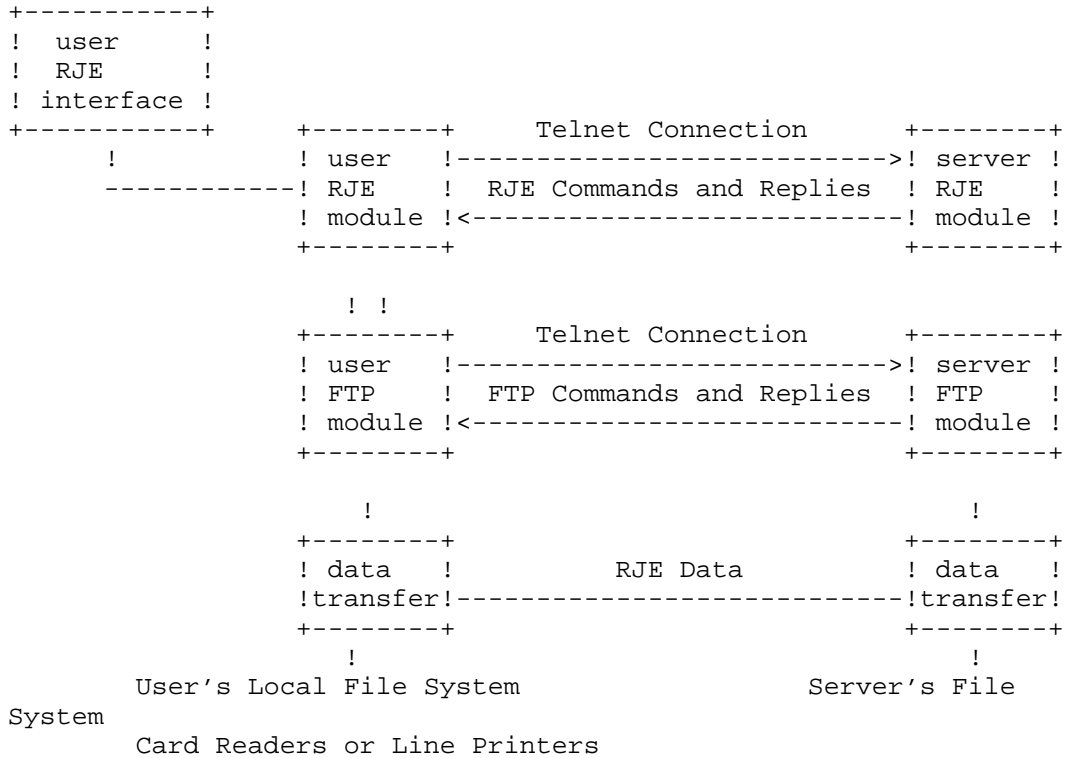 +-----------+
!  user     !
!  RJE      !
! interface !
+-----------+     +--------+     Telnet Connection      +--------+
      !           ! user   !--------------------------->! server !
      ------------! RJE    !  RJE Commands and Replies  ! RJE    !
                  ! module !<---------------------------! module !
                  +--------+                            +--------+
                     ! !
                  +--------+     Telnet Connection      +--------+
                  ! user   !--------------------------->! server !
                  ! FTP    !  FTP Commands and Replies  ! FTP    !
                  ! module !<---------------------------! module !
                  +--------+                            +--------+
                      !                                     !
                  +--------+                            +--------+
                  ! data   !          RJE Data          ! data   !
                  !transfer!----------------------------!transfer!
                  +--------+                            +--------+
                     !                                      !
        User's Local File System                  Server's File
System
        Card Readers or Line Printers